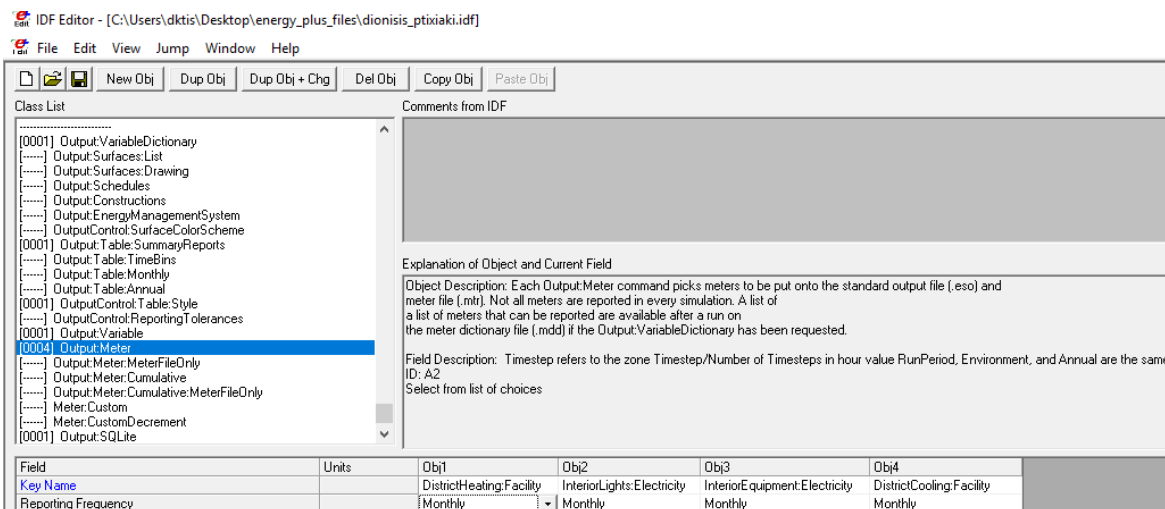 IDF Editor - [C:\Users\dktis\Desktop\energy_plus_files\dionisis_ptixiaki.idf]
File Edit View Jump Window Help
New Obj Dup Obj Dup Obj + Chg Del Obj Copy Obj Paste Obj
Class List
Comments from IDF
----------------------------
[0001] Output:VariableDictionary
[------] Output:Surfaces:List
[------] Output:Surfaces:Drawing
[------] Output:Schedules
[------] Output:Constructions
[------] Output:EnergyManagementSystem
[------] OutputControl:SurfaceColorScheme
[0001] Output:Table:SummaryReports
[------] Output:Table:TimeBins
[------] Output:Table:Monthly
[------] Output:Table:Annual
[0001] OutputControl:Table:Style
[------] OutputControl:ReportingTolerances
[0001] Output:Variable
[0004] Output:Meter
[------] Output:Meter:MeterFileOnly
[------] Output:Meter:Cumulative
[------] Output:Meter:Cumulative:MeterFileOnly
[------] Meter:Custom
[------] Meter:CustomDecrement
[0001] Output:SQLite
Explanation of Object and Current Field
Object Description: Each Output:Meter command picks meters to be put onto the standard output file (.eso) and
meter file (.mtr). Not all meters are reported in every simulation. A list of
a list of meters that can be reported are available after a run on
the meter dictionary file (.mdd) if the Output:VariableDictionary has been requested.
Field Description: Timestep refers to the zone Timestep/Number of Timesteps in hour value RunPeriod, Environment, and Annual are the same
ID: A2
Select from list of choices
Field Units Obj1 Obj2 Obj3 Obj4
Key Name DistrictHeating:Facility InteriorLights:Electricity InteriorEquipment:Electricity DistrictCooling:Facility
Reporting Frequency Monthly Monthly Monthly Monthly